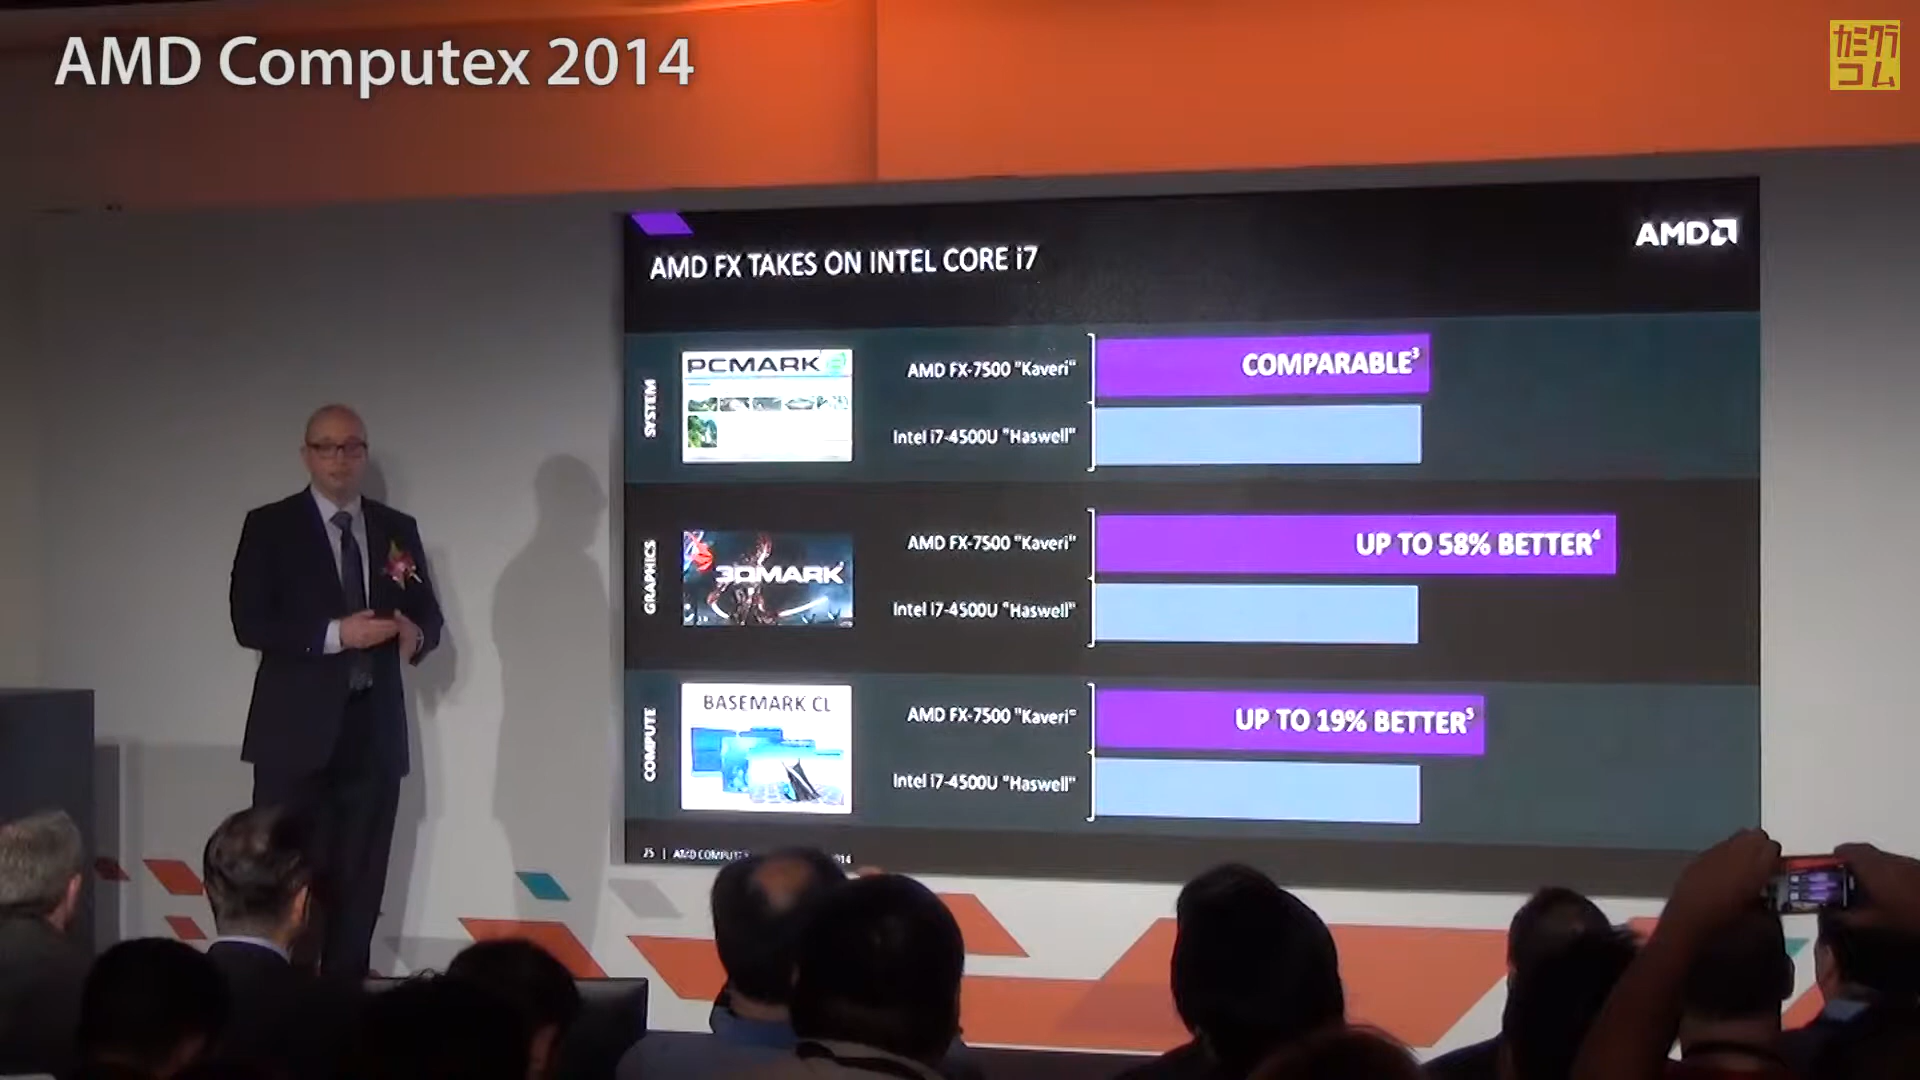 AMD Computex 2014
カミクラ
コム
AMD
AMD FX TAKES ON INTEL CORE i7
SYSTEM
PCMARK 8
AMD FX-7500 "Kaveri"
COMPARABLE³
Intel i7-4500U "Haswell"
GRAPHICS
3DMARK
AMD FX-7500 "Kaveri"
UP TO 58% BETTER⁴
Intel i7-4500U "Haswell"
COMPUTE
BASEMARK CL
AMD FX-7500 "Kaveri"
UP TO 19% BETTER⁵
Intel i7-4500U "Haswell"
25 | AMD COMPUTEX